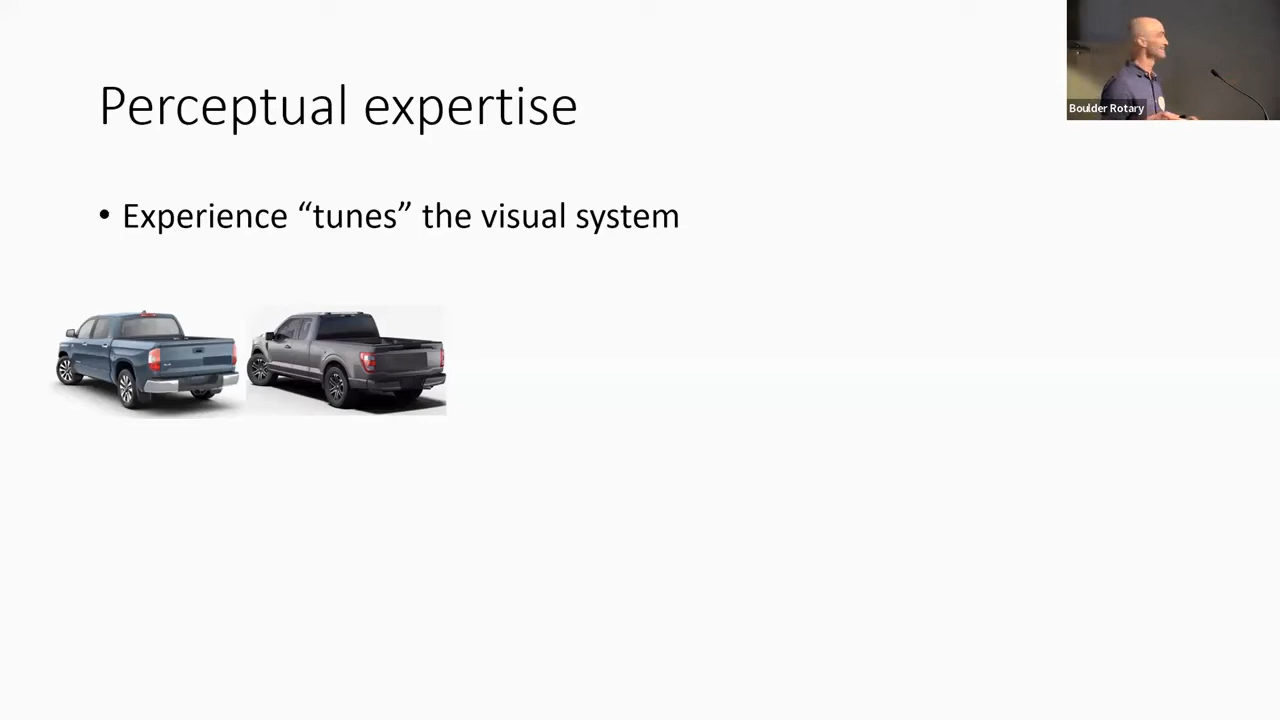 Perceptual expertise
• Experience “tunes” the visual system
Boulder Rotary